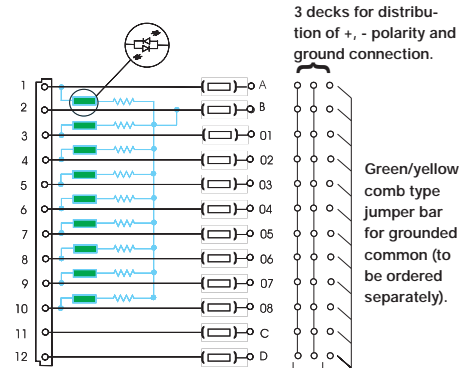 3 decks for distribu-
tion of +, - polarity and
ground connection.
1 A
2 B
3 01
4 02
5 03
6 04
7 05
8 06
9 07
10 08
11 C
12 D
Green/yellow
comb type
jumper bar
for grounded
common (to
be ordered
separately).